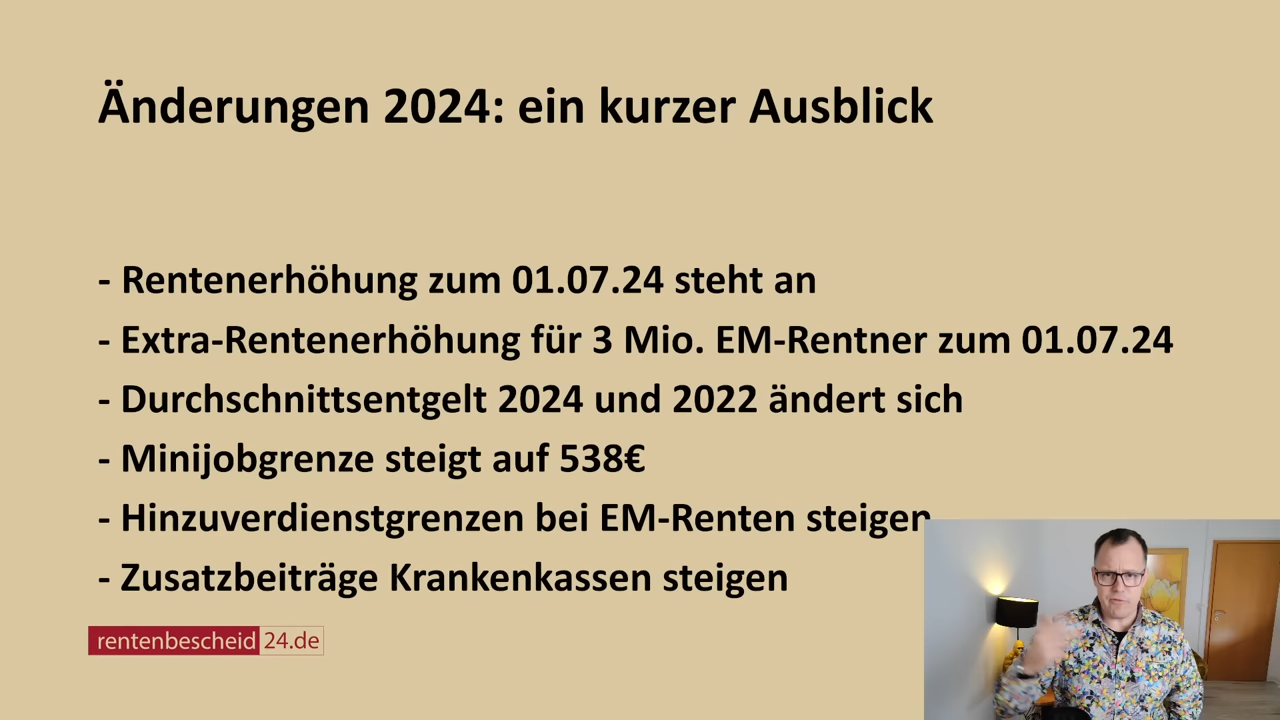 Änderungen 2024: ein kurzer Ausblick
- Rentenerhöhung zum 01.07.24 steht an
- Extra-Rentenerhöhung für 3 Mio. EM-Rentner zum 01.07.24
- Durchschnittsentgelt 2024 und 2022 ändert sich
- Minijobgrenze steigt auf 538€
- Hinzuverdienstgrenzen bei EM-Renten steigen
- Zusatzbeiträge Krankenkassen steigen
rentenbescheid24.de